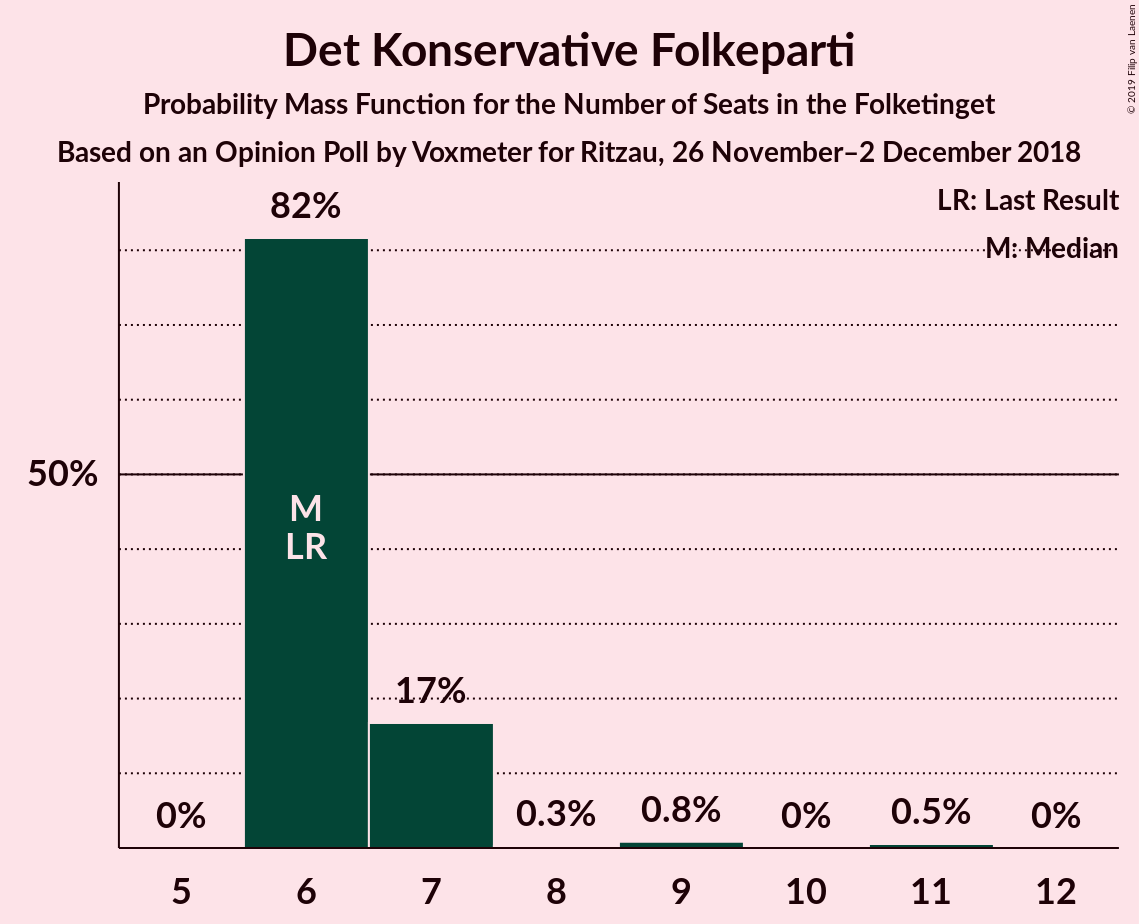 Det Konservative Folkeparti
Probability Mass Function for the Number of Seats in the Folketinget
Based on an Opinion Poll by Voxmeter for Ritzau, 26 November–2 December 2018
© 2019 Filip van Laenen
LR: Last Result
M: Median
82%
50%
M
LR
17%
0%
0.3%
0.8%
0%
0.5%
0%
5
6
7
8
9
10
11
12